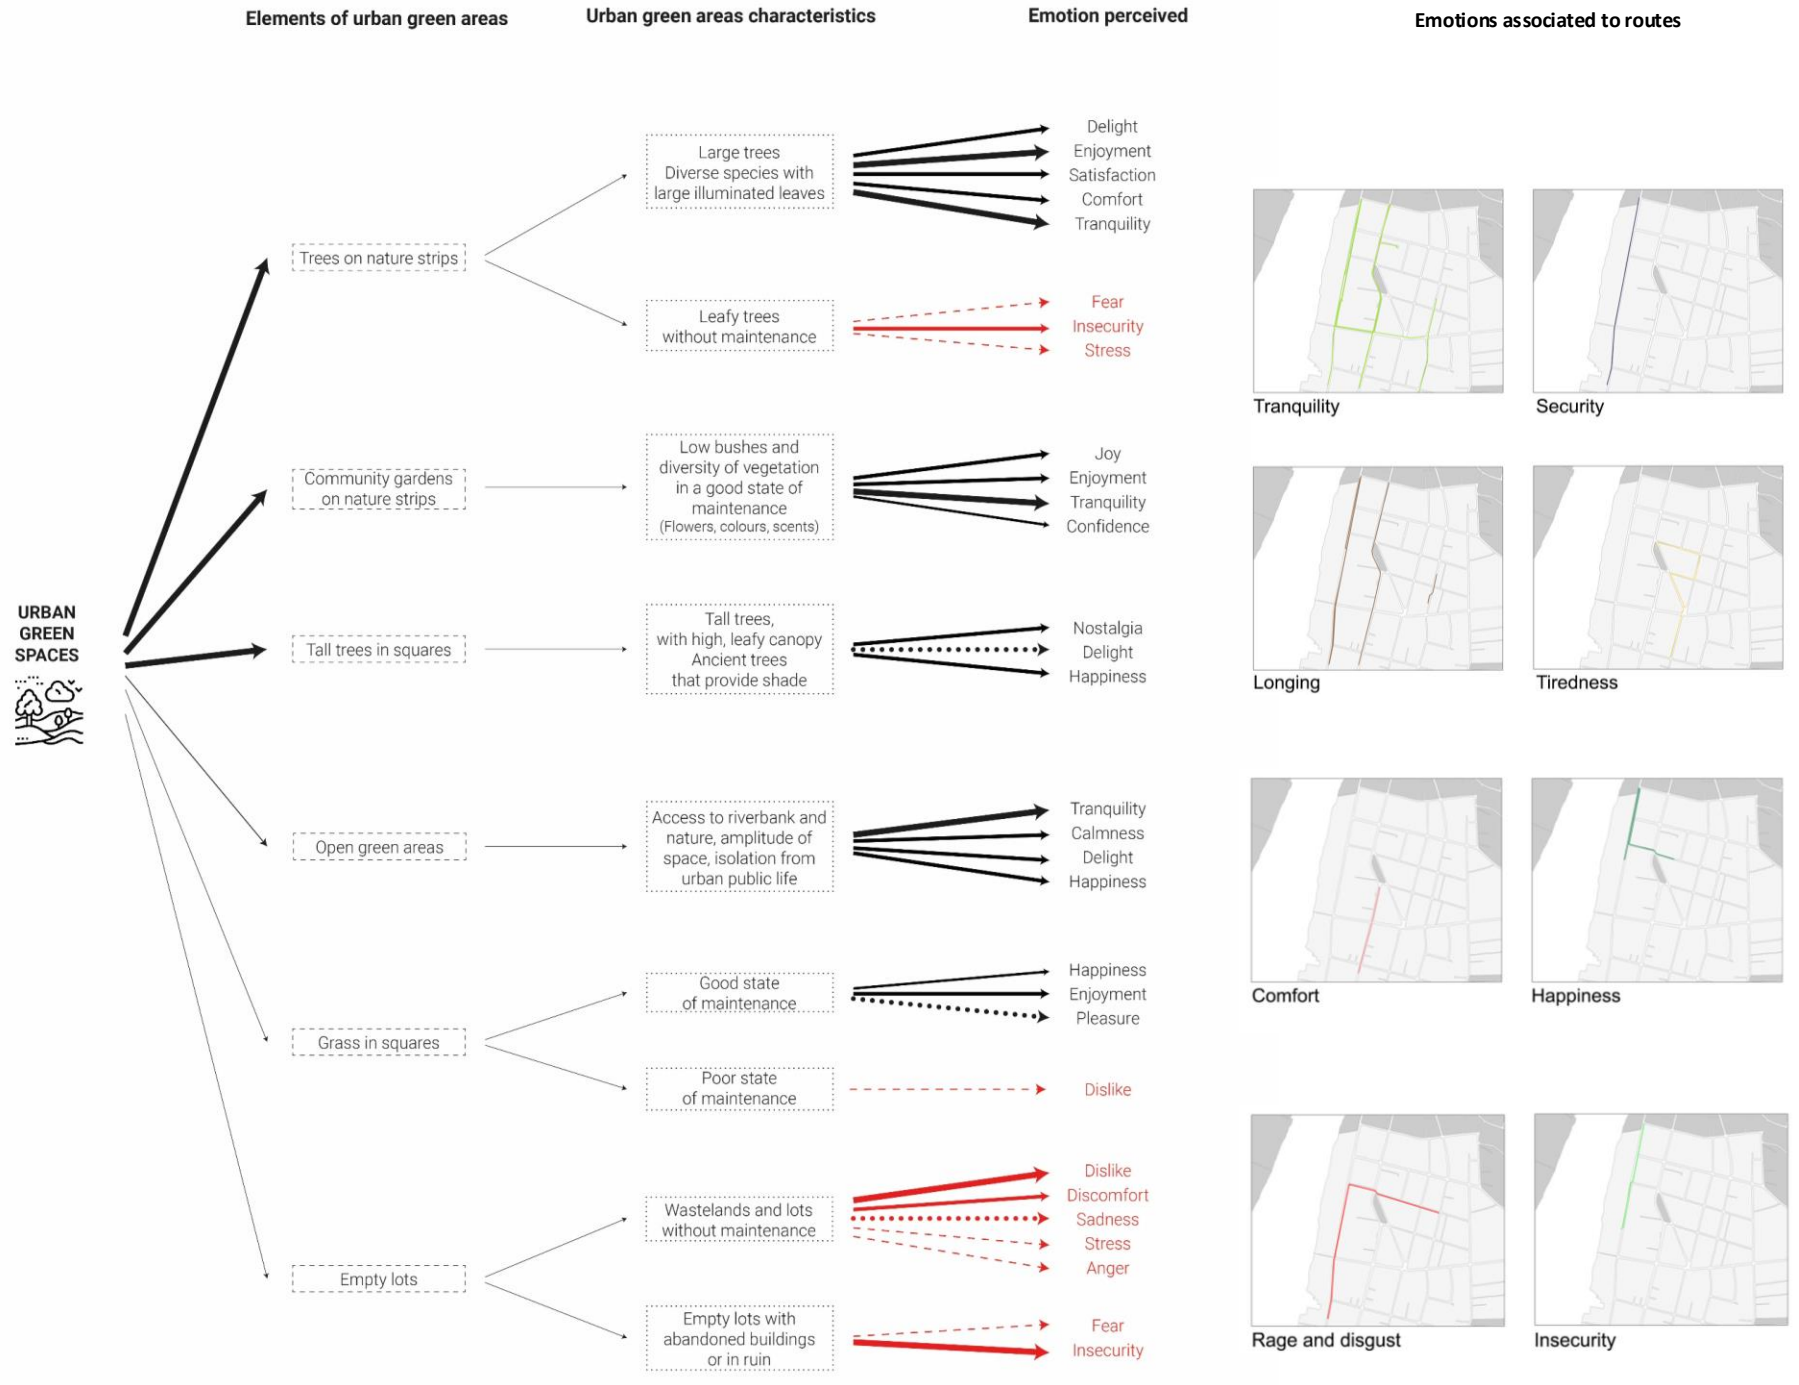 Elements of urban green areas
Urban green areas characteristics
Emotion perceived
Emotions associated to routes
URBAN
GREEN
SPACES
Trees on nature strips
Large trees
Diverse species with
large illuminated leaves
Delight
Enjoyment
Satisfaction
Comfort
Tranquility
Leafy trees
without maintenance
Fear
Insecurity
Stress
Community gardens
on nature strips
Low bushes and
diversity of vegetation
in a good state of
maintenance
(Flowers, colours, scents)
Joy
Enjoyment
Tranquility
Confidence
Tall trees in squares
Tall trees,
with high, leafy canopy
Ancient trees
that provide shade
Nostalgia
Delight
Happiness
Open green areas
Access to riverbank and
nature, amplitude of
space, isolation from
urban public life
Tranquility
Calmness
Delight
Happiness
Grass in squares
Good state
of maintenance
Happiness
Enjoyment
Pleasure
Poor state
of maintenance
Dislike
Empty lots
Wastelands and lots
without maintenance
Dislike
Discomfort
Sadness
Stress
Anger
Empty lots with
abandoned buildings
or in ruin
Fear
Insecurity
Tranquility
Security
Longing
Tiredness
Comfort
Happiness
Rage and disgust
Insecurity